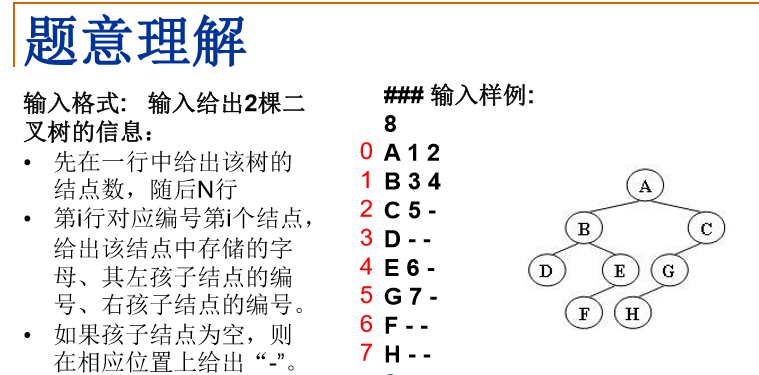 题意理解
输入格式： 输入给出2棵二
叉树的信息：
• 先在一行中给出该树的
结点数，随后N行
• 第i行对应编号第i个结点，
给出该结点中存储的字
母、其左孩子结点的编
号、右孩子结点的编号。
• 如果孩子结点为空，则
在相应位置上给出“-”。
### 输入样例:
8
0 A 1 2
1 B 3 4
2 C 5 -
3 D - -
4 E 6 -
5 G 7 -
6 F - -
7 H - -
A
B C
D E G
F H